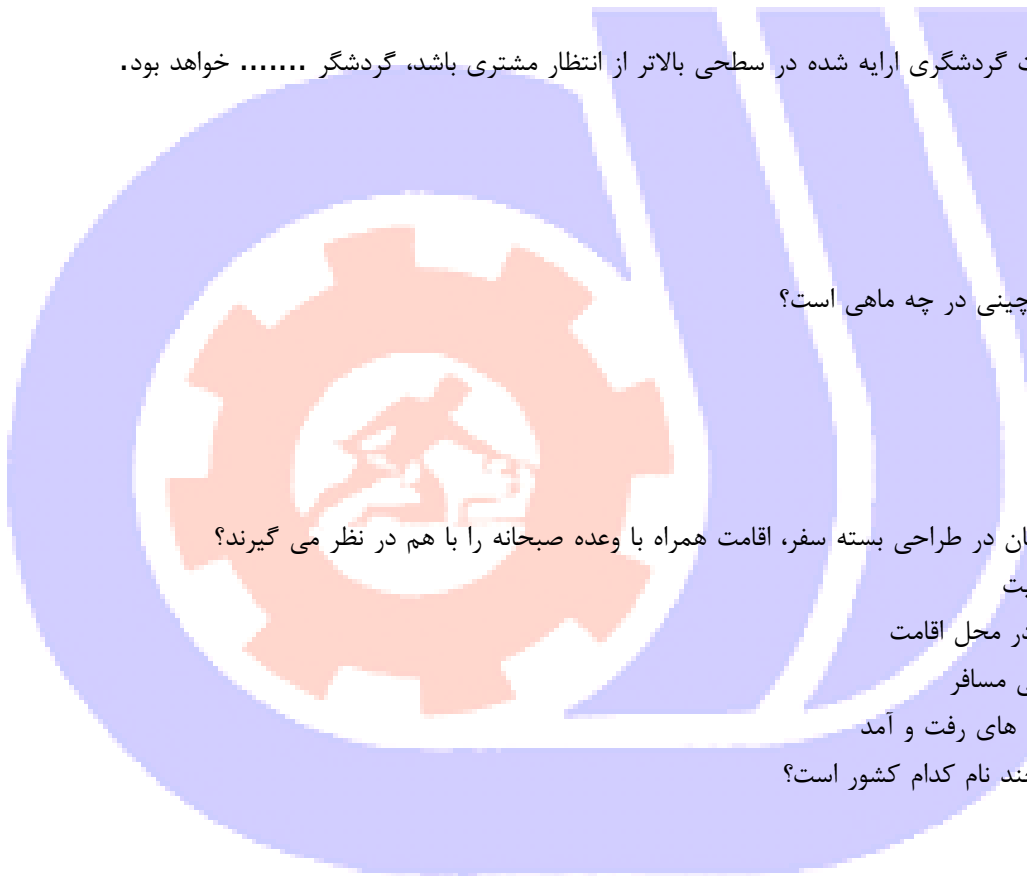 گردشگری ارایه شده در سطحی بالاتر از انتظار مشتری باشد، گردشگر ....... خواهد بود.
چینی در چه ماهی است؟
در طراحی بسته سفر، اقامت همراه با وعده صبحانه را با هم در نظر می گیرند؟
در محل اقامت
مسافر
های رفت و آمد
نام کدام کشور است؟